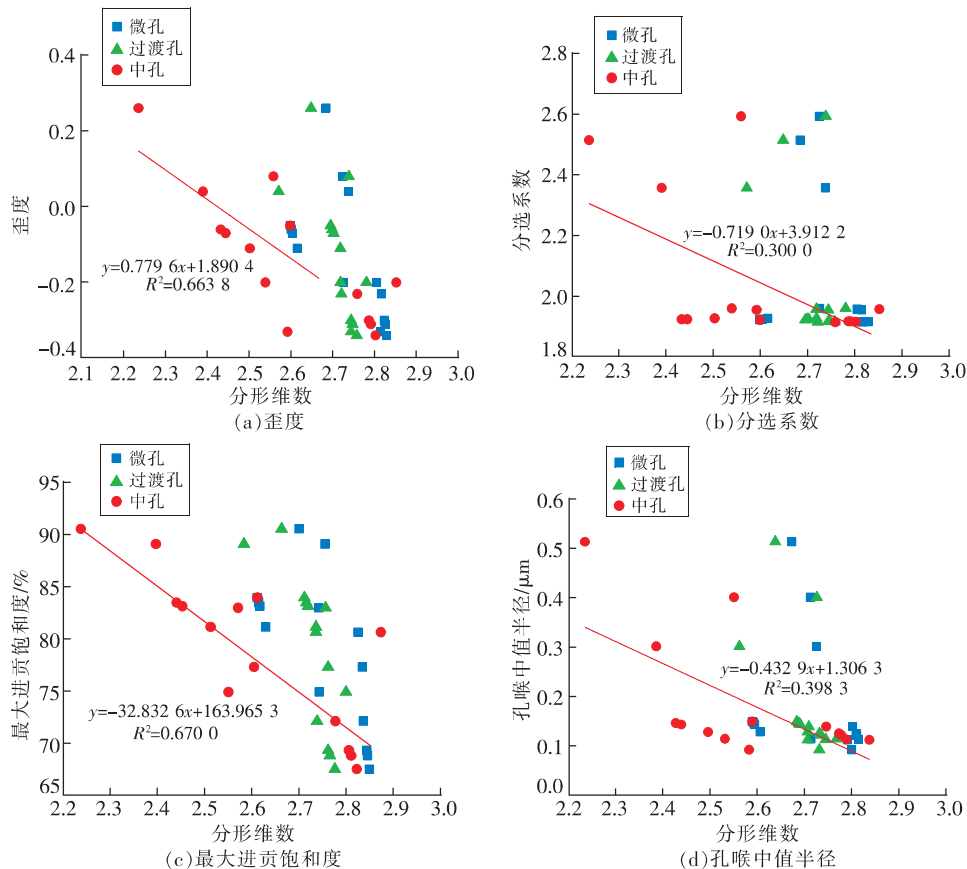 微孔
过渡孔
中孔
0.4
0.2
0.0
−0.2
−0.4
歪度
y=0.779 6x+1.890 4
R²=0.663 8
2.1 2.2 2.3 2.4 2.5 2.6 2.7 2.8 2.9 3.0
分形维数
(a)歪度
微孔
过渡孔
中孔
2.8
2.6
2.4
2.2
2.0
1.8
分选系数
y=−0.719 0x+3.912 2
R²=0.300 0
2.2 2.3 2.4 2.5 2.6 2.7 2.8 2.9 3.0
分形维数
(b)分选系数
微孔
过渡孔
中孔
95
90
85
80
75
70
65
最大进贡饱和度/%
y=−32.832 6x+163.965 3
R²=0.670 0
2.2 2.3 2.4 2.5 2.6 2.7 2.8 2.9 3.0
分形维数
(c)最大进贡饱和度
微孔
过渡孔
中孔
0.6
0.5
0.4
0.3
0.2
0.1
0.0
孔喉中值半径/μm
y=−0.432 9x+1.306 3
R²=0.398 3
2.2 2.3 2.4 2.5 2.6 2.7 2.8 2.9 3.0
分形维数
(d)孔喉中值半径